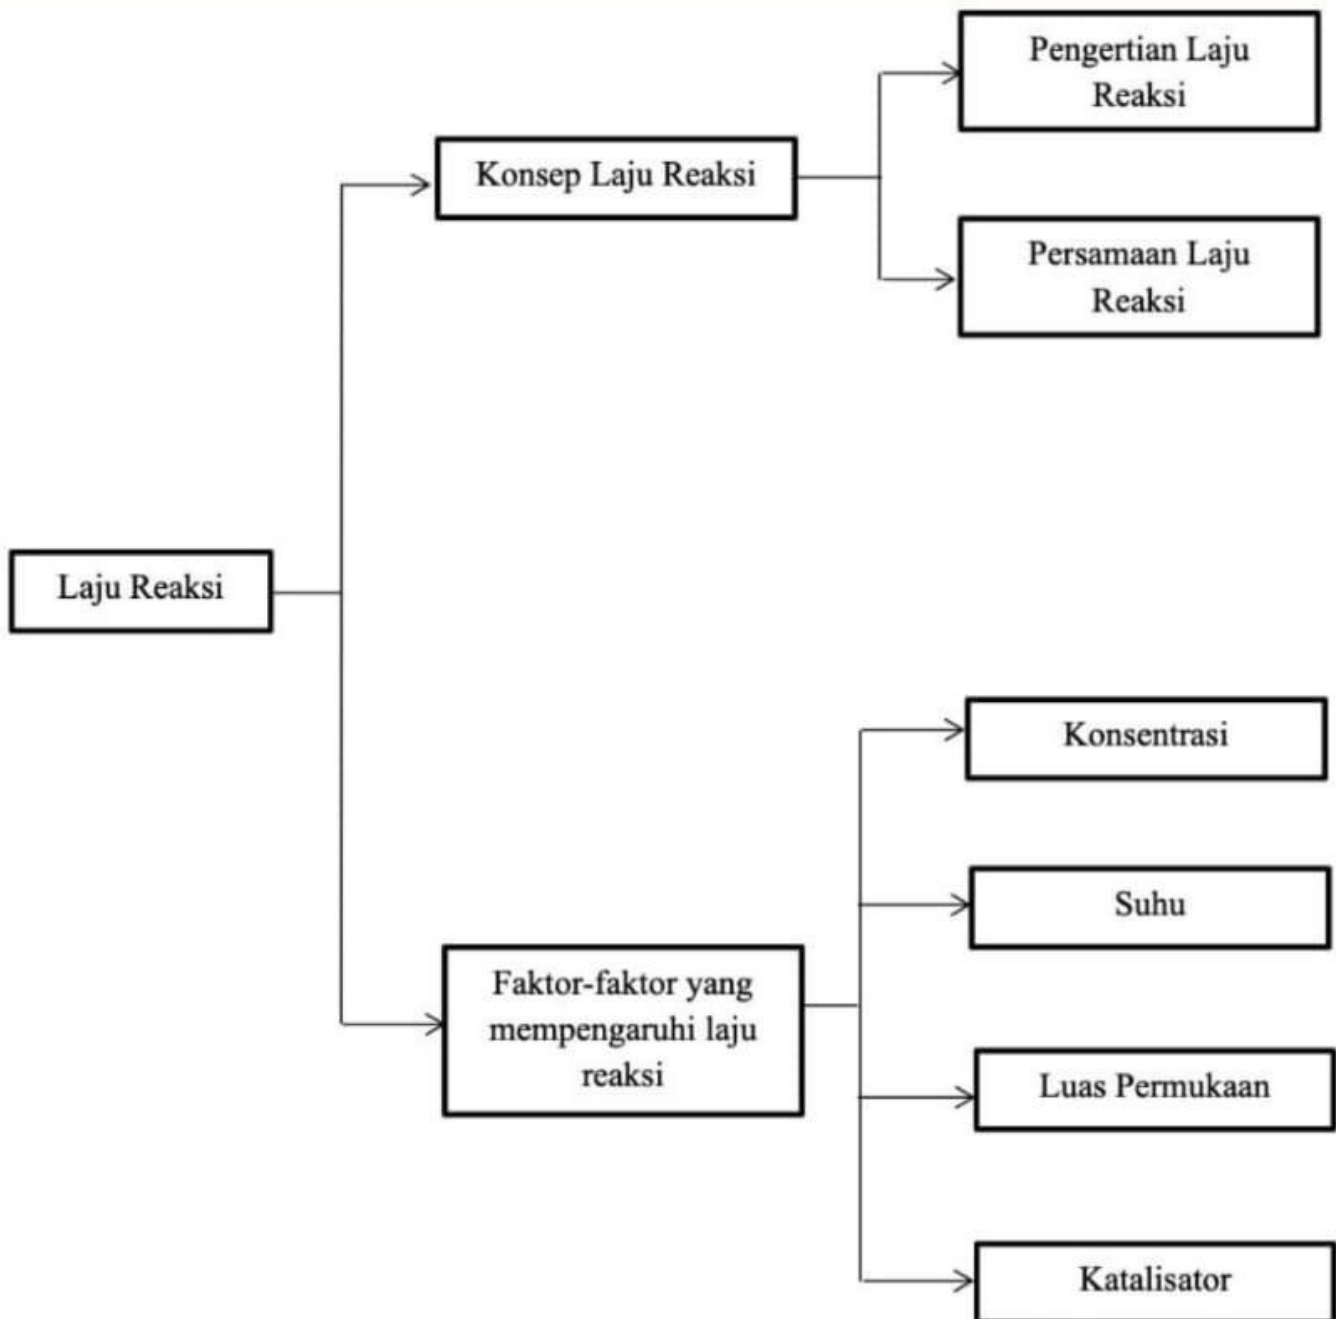 Pengertian Laju
Reaksi
Konsep Laju Reaksi
Persamaan Laju
Reaksi
Laju Reaksi
Konsentrasi
Suhu
Faktor-faktor yang
mempengaruhi laju
reaksi
Luas Permukaan
Katalisator